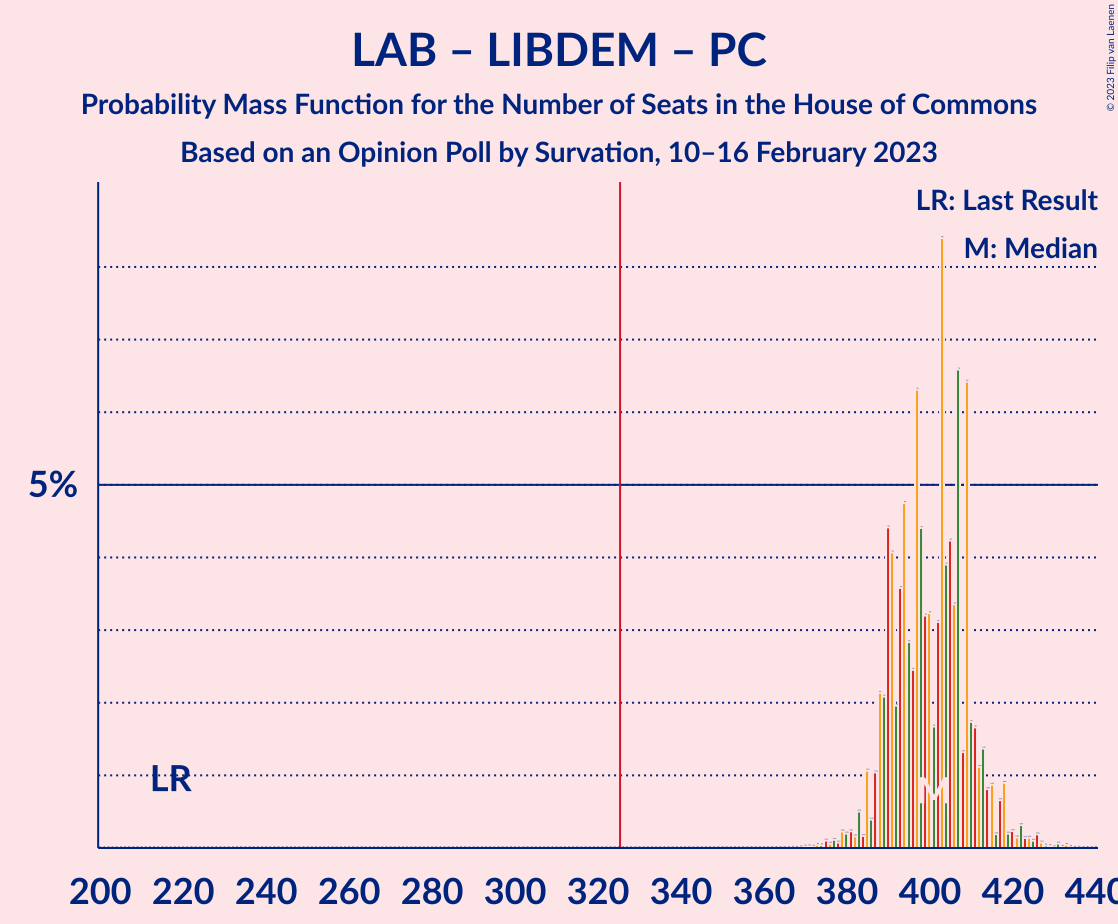 LAB – LIBDEM – PC
Probability Mass Function for the Number of Seats in the House of Commons
Based on an Opinion Poll by Survation, 10–16 February 2023
© 2023 Filip van Laenen
LR: Last Result
M: Median
5%
LR
M
200 220 240 260 280 300 320 340 360 380 400 420 440